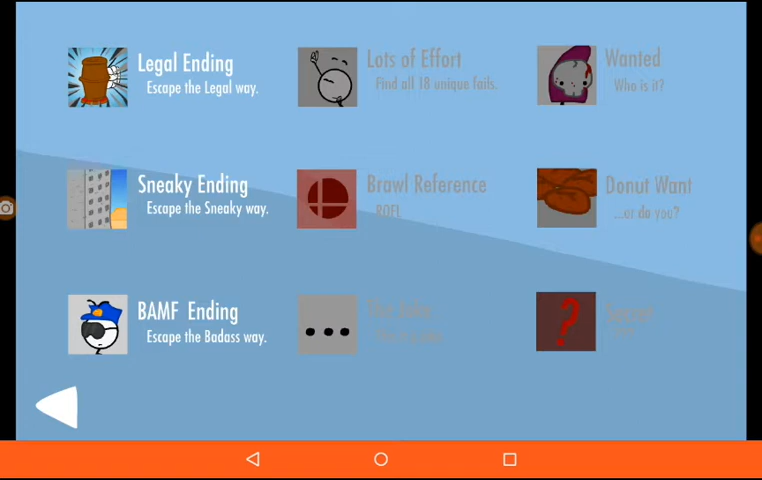 Legal Ending
Escape the Legal way.
Lots of Effort
Find all 18 unique fails.
Wanted
Who is it?
Sneaky Ending
Escape the Sneaky way.
Brawl Reference
ROFL
Donut Want
...or do you?
BAMF Ending
Escape the Badass way.
?